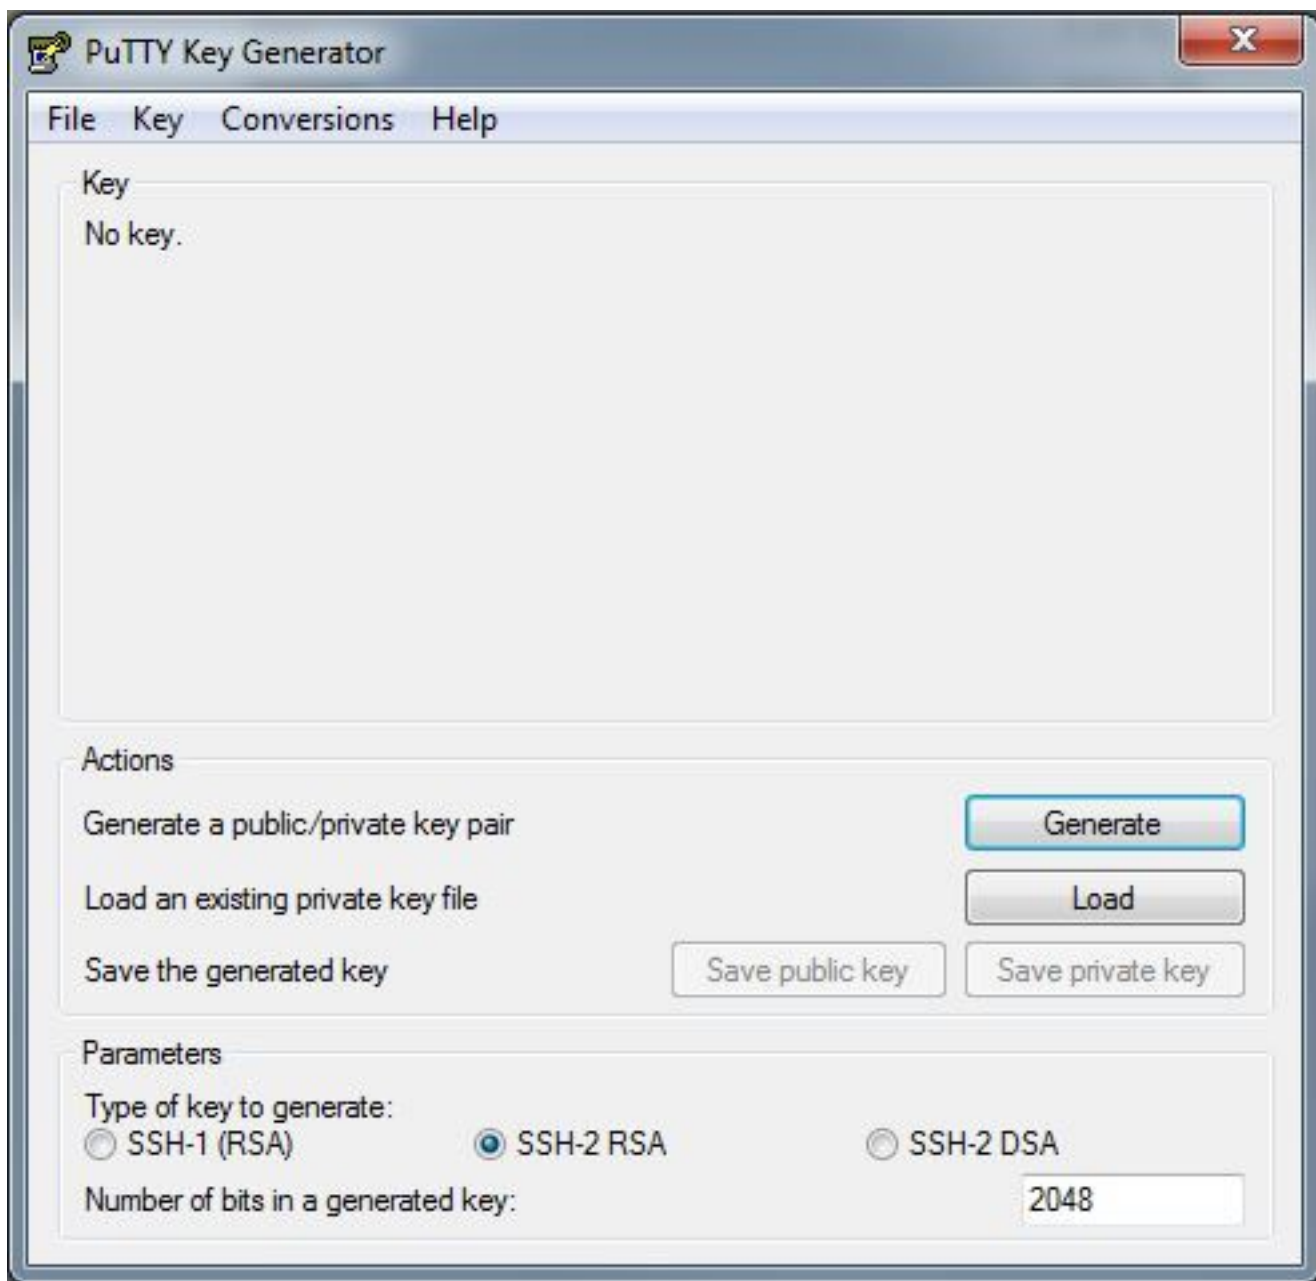 PuTTY Key Generator
File Key Conversions Help
Key
No key.
Actions
Generate a public/private key pair
Generate
Load an existing private key file
Load
Save the generated key
Save public key
Save private key
Parameters
Type of key to generate:
SSH-1 (RSA)
SSH-2 RSA
SSH-2 DSA
Number of bits in a generated key:
2048